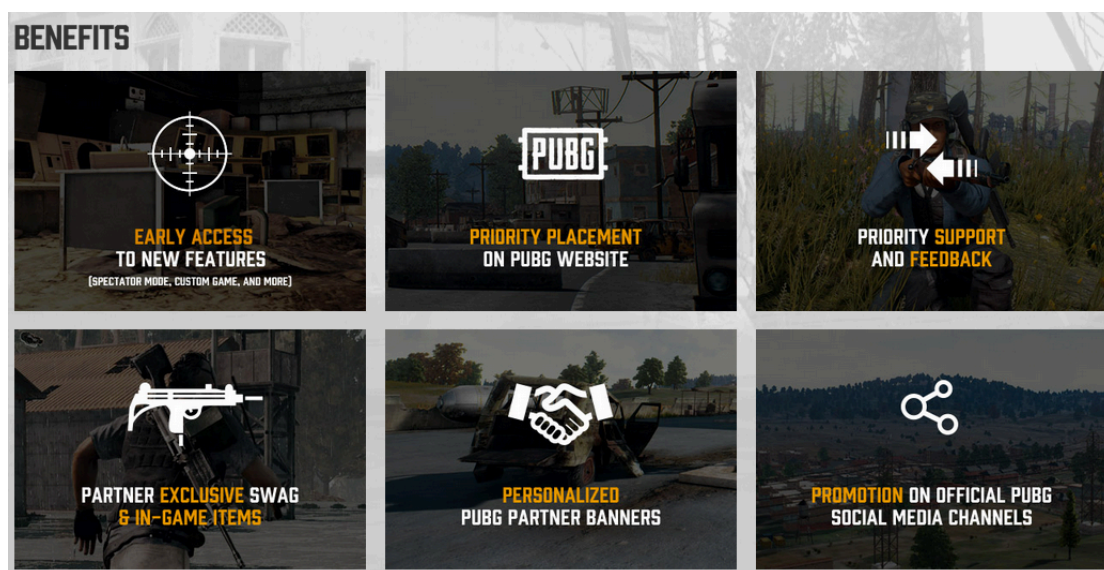 BENEFITS
EARLY ACCESS
TO NEW FEATURES
(SPECTATOR MODE, CUSTOM GAME, AND MORE)
PUBG
PRIORITY PLACEMENT
ON PUBG WEBSITE
PRIORITY SUPPORT
AND FEEDBACK
PARTNER EXCLUSIVE SWAG
& IN-GAME ITEMS
PERSONALIZED
PUBG PARTNER BANNERS
PROMOTION ON OFFICIAL PUBG
SOCIAL MEDIA CHANNELS